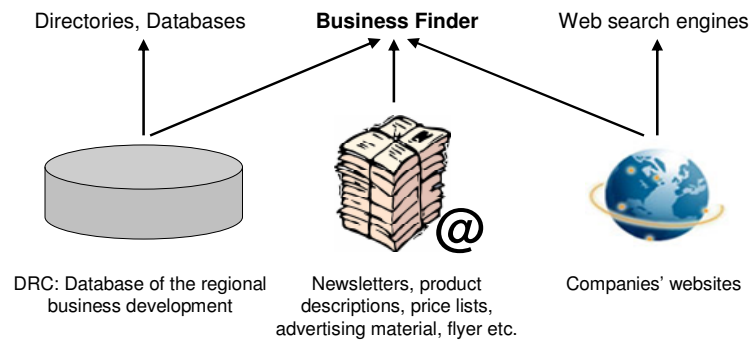 Directories, Databases
Business Finder
Web search engines
@
DRC: Database of the regional
business development
Newsletters, product
descriptions, price lists,
advertising material, flyer etc.
Companies' websites